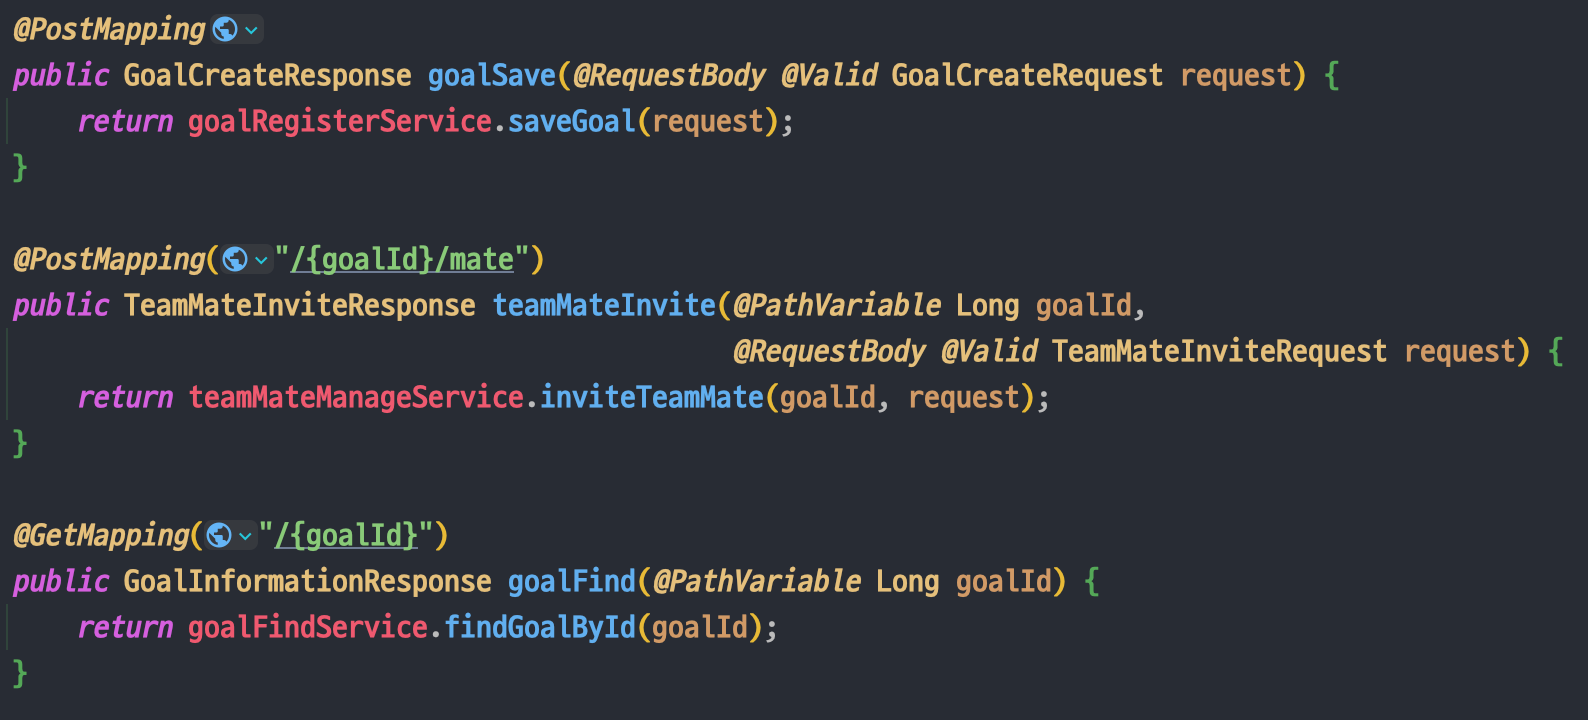 @PostMapping
public GoalCreateResponse goalSave(@RequestBody @Valid GoalCreateRequest request) {
    return goalRegisterService.saveGoal(request);
}

@PostMapping("/{goalId}/mate")
public TeamMateInviteResponse teamMateInvite(@PathVariable Long goalId,
                                             @RequestBody @Valid TeamMateInviteRequest request) {
    return teamMateManageService.inviteTeamMate(goalId, request);
}

@GetMapping("/{goalId}")
public GoalInformationResponse goalFind(@PathVariable Long goalId) {
    return goalFindService.findGoalById(goalId);
}